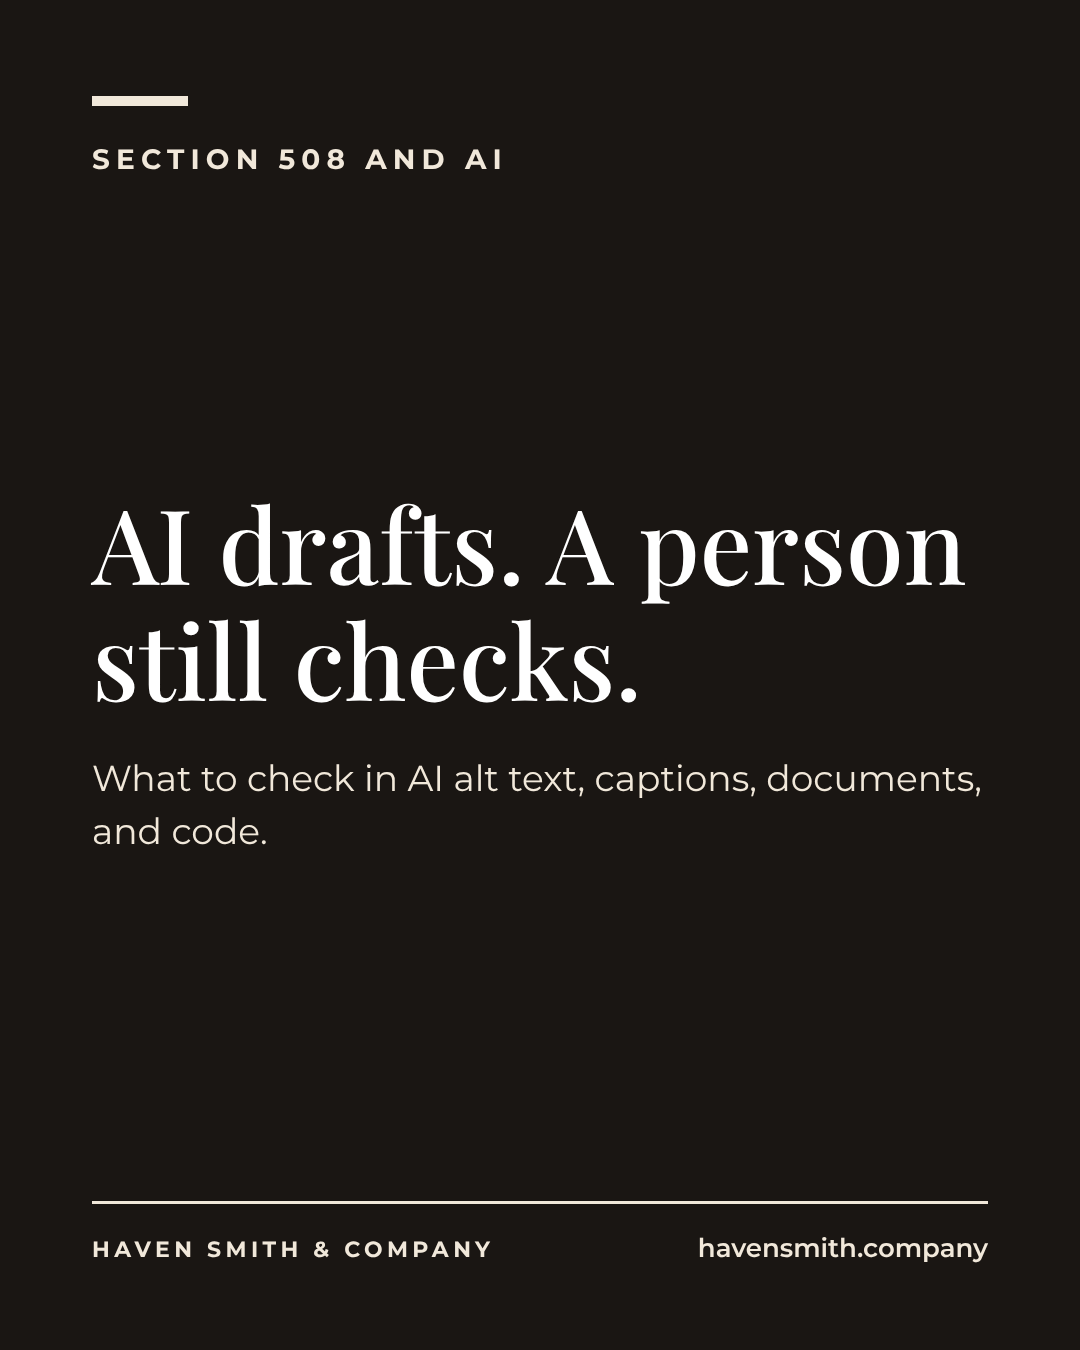 SECTION 508 AND AI
AI drafts. A person
still checks.
What to check in AI alt text, captions, documents,
and code.
HAVEN SMITH & COMPANY
havensmith.company